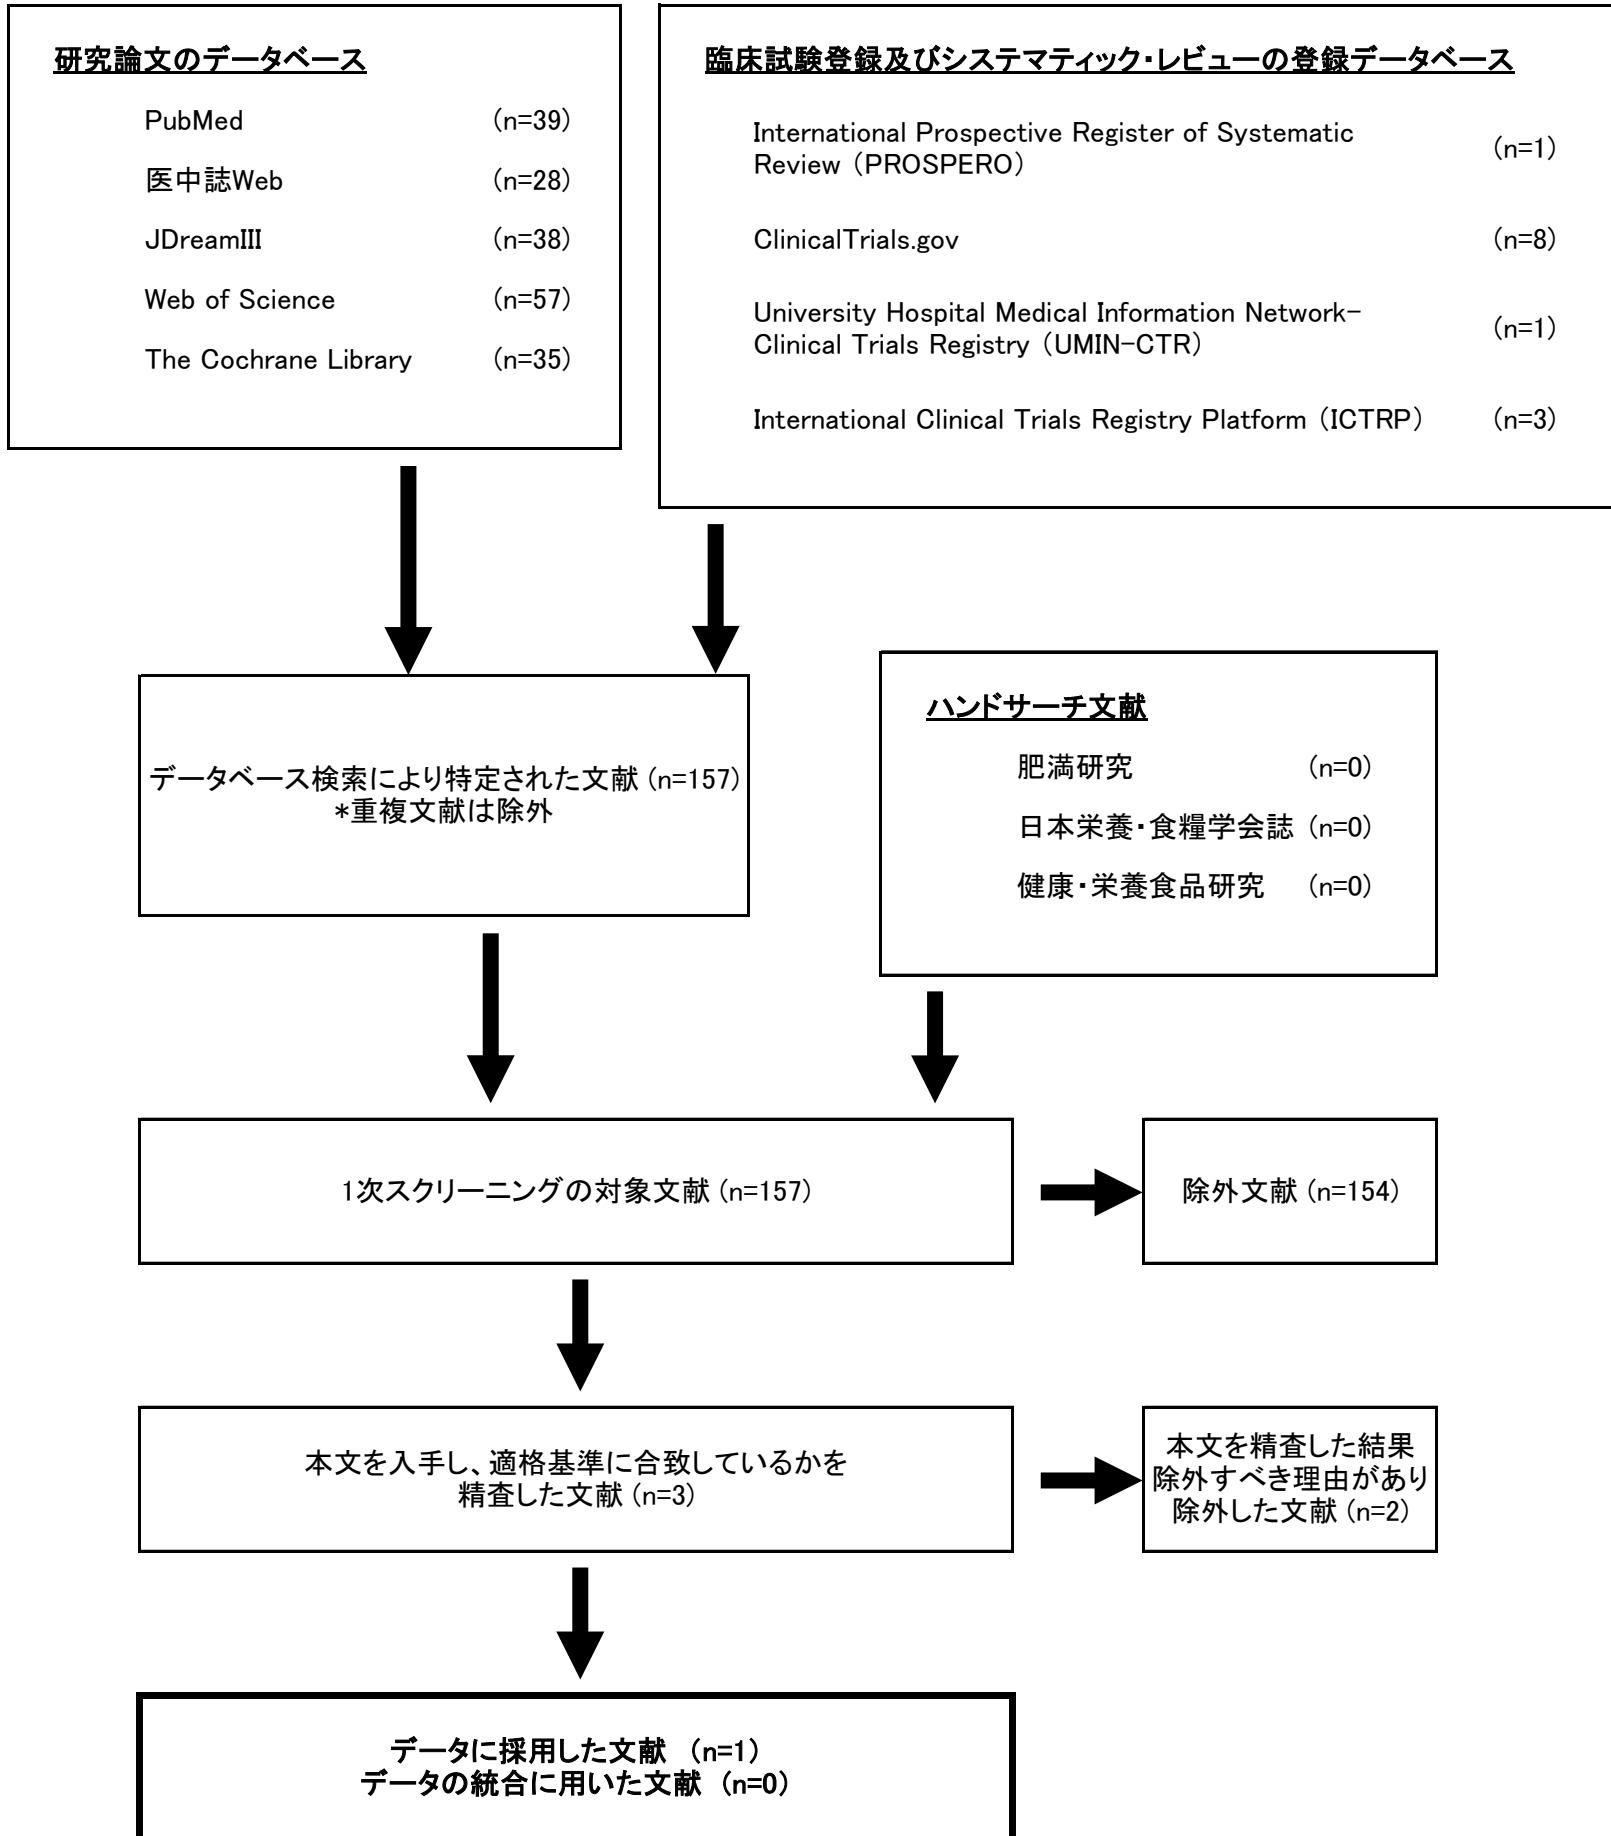 研究論文のデータベース
PubMed (n=39)
医中誌Web (n=28)
JDreamIII (n=38)
Web of Science (n=57)
The Cochrane Library (n=35)
臨床試験登録及びシステマティック・レビューの登録データベース
International Prospective Register of Systematic
Review (PROSPERO) (n=1)
ClinicalTrials.gov (n=8)
University Hospital Medical Information Network-
Clinical Trials Registry (UMIN-CTR) (n=1)
International Clinical Trials Registry Platform (ICTRP) (n=3)
データベース検索により特定された文献 (n=157)
*重複文献は除外
ハンドサーチ文献
肥満研究 (n=0)
日本栄養・食糧学会誌 (n=0)
健康・栄養食品研究 (n=0)
1次スクリーニングの対象文献 (n=157)
除外文献 (n=154)
本文を入手し、適格基準に合致しているかを
精査した文献 (n=3)
本文を精査した結果
除外すべき理由があり
除外した文献 (n=2)
データに採用した文献 (n=1)
データの統合に用いた文献 (n=0)